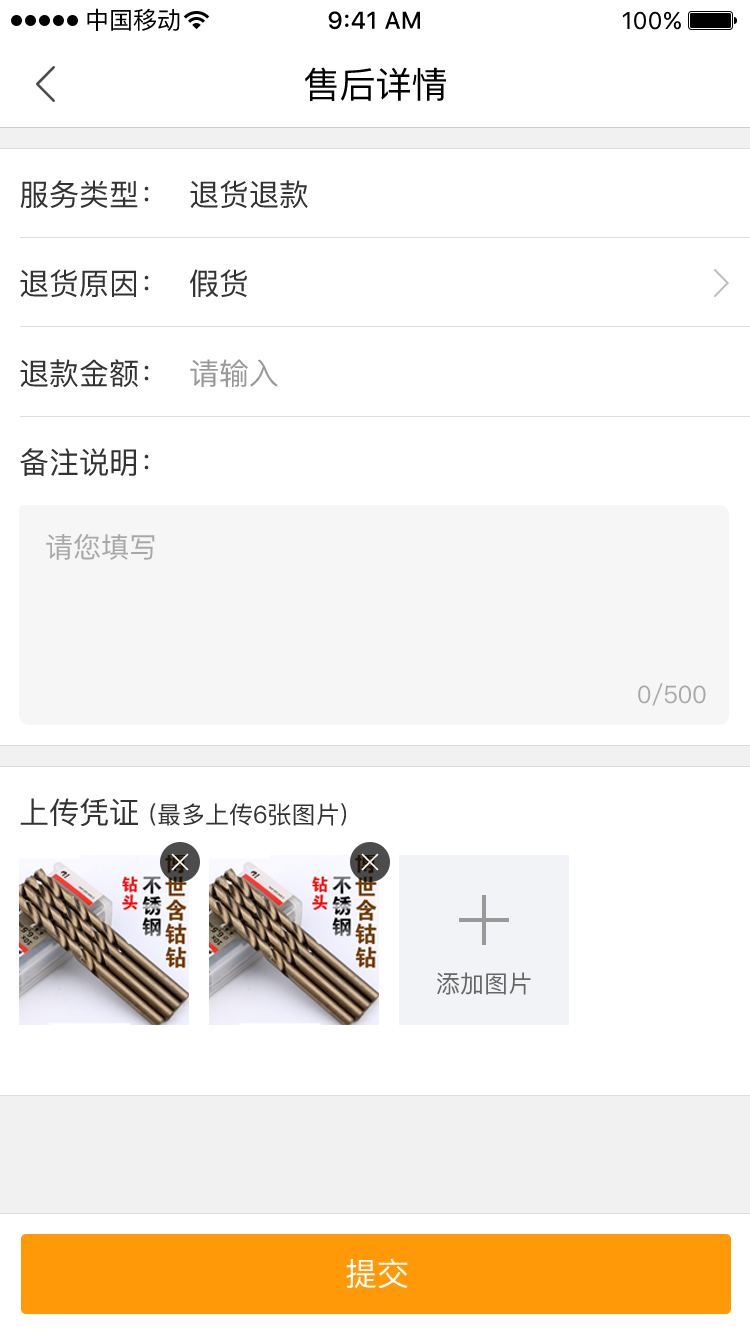 中国移动
9:41 AM
100%
售后详情
服务类型：
退货退款
退货原因：
假货
退款金额：
请输入
备注说明：
请您填写
0/500
上传凭证（最多上传6张图片）
钻头
不锈钢
世含钴钻
钻头
不锈钢
世含钴钻
添加图片
提交